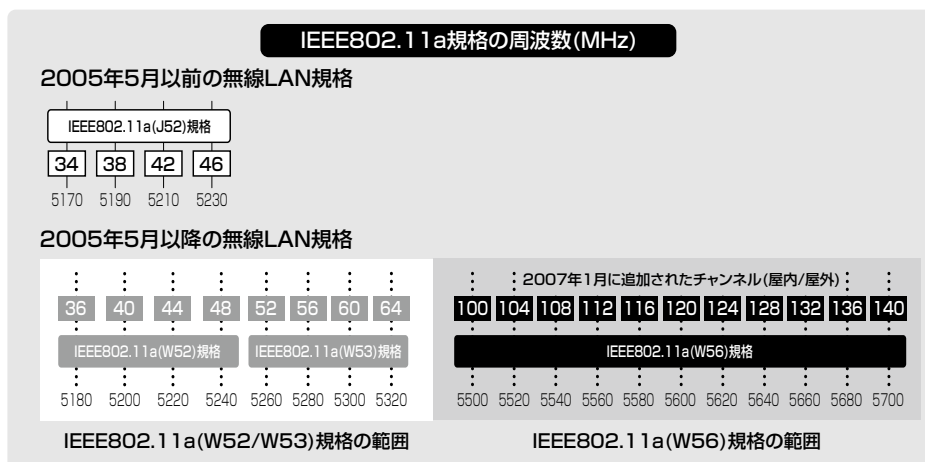 IEEE802.11a規格の周波数(MHz)
2005年5月以前の無線LAN規格
IEEE802.11a(J52)規格
34 38 42 46
5170 5190 5210 5230
2005年5月以降の無線LAN規格
2007年1月に追加されたチャンネル(屋内/屋外)
36 40 44 48 52 56 60 64 100 104 108 112 116 120 124 128 132 136 140
IEEE802.11a(W52)規格 IEEE802.11a(W53)規格 IEEE802.11a(W56)規格
5180 5200 5220 5240 5260 5280 5300 5320 5500 5520 5540 5560 5580 5600 5620 5640 5660 5680 5700
IEEE802.11a(W52/W53)規格の範囲 IEEE802.11a(W56)規格の範囲